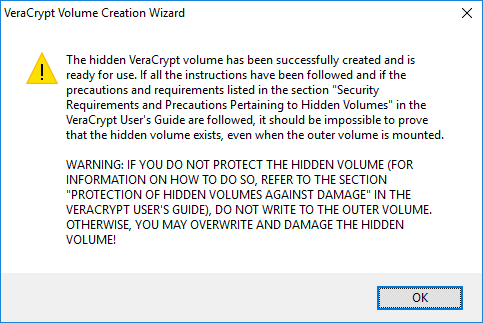 VeraCrypt Volume Creation Wizard
The hidden VeraCrypt volume has been successfully created and is
ready for use. If all the instructions have been followed and if the
precautions and requirements listed in the section "Security
Requirements and Precautions Pertaining to Hidden Volumes" in the
VeraCrypt User's Guide are followed, it should be impossible to prove
that the hidden volume exists, even when the outer volume is mounted.
WARNING: IF YOU DO NOT PROTECT THE HIDDEN VOLUME (FOR
INFORMATION ON HOW TO DO SO, REFER TO THE SECTION
"PROTECTION OF HIDDEN VOLUMES AGAINST DAMAGE" IN THE
VERACRYPT USER'S GUIDE), DO NOT WRITE TO THE OUTER VOLUME.
OTHERWISE, YOU MAY OVERWRITE AND DAMAGE THE HIDDEN
VOLUME!
OK